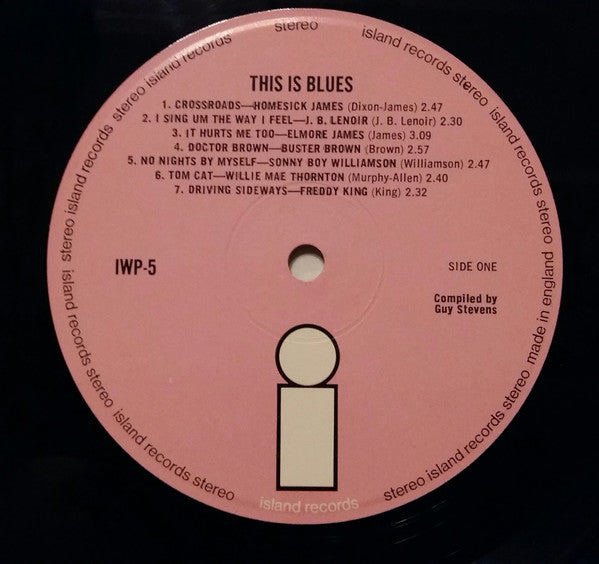 THIS IS BLUES
1. CROSSROADS—HOMESICK JAMES (Dixon-James) 2.47
2. I SING UM THE WAY I FEEL—J. B. LENOIR (J. B. Lenoir) 2.30
3. IT HURTS ME TOO—ELMORE JAMES (James) 3.09
4. DOCTOR BROWN—BUSTER BROWN (Brown) 2.57
5. NO NIGHTS BY MYSELF—SONNY BOY WILLIAMSON (Williamson) 2.47
6. TOM CAT—WILLIE MAE THORNTON (Murphy-Allen) 2.40
7. DRIVING SIDEWAYS—FREDDY KING (King) 2.32
IWP-5
SIDE ONE
Compiled by
Guy Stevens
island records stereo island records stereo island records stereo island records stereo
island records stereo island records stereo made in england
stereo island records stereo
island records